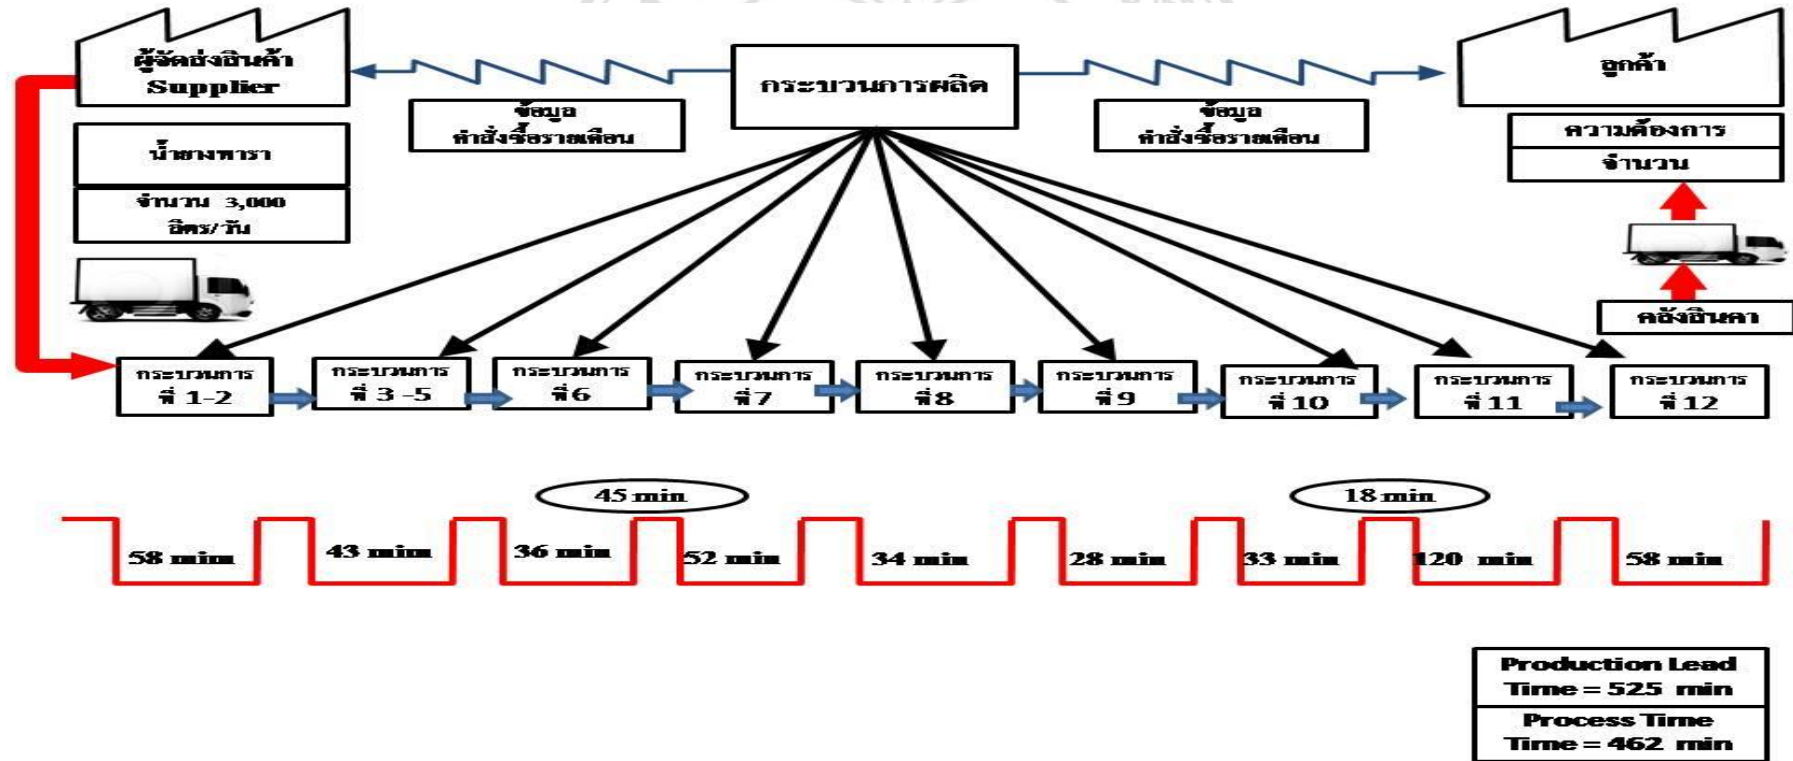 ผู้จัดส่งสินค้า
Supplier
กระบวนการผลิต
ลูกค้า
ข้อมูล
คำสั่งซื้อรายเดือน
ข้อมูล
คำสั่งซื้อรายเดือน
น้ำยางพารา
จำนวน 3,000
ลิตร/วัน
ความต้องการ
จำนวน
คลังสินคา
กระบวนการ
ที่ 1-2
กระบวนการ
ที่ 3 -5
กระบวนการ
ที่ 6
กระบวนการ
ที่ 7
กระบวนการ
ที่ 8
กระบวนการ
ที่ 9
กระบวนการ
ที่ 10
กระบวนการ
ที่ 11
กระบวนการ
ที่ 12
45 min
18 min
58 min
43 min
36 min
52 min
34 min
28 min
33 min
120 min
58 min
Production Lead
Time = 525 min
Process Time
Time = 462 min